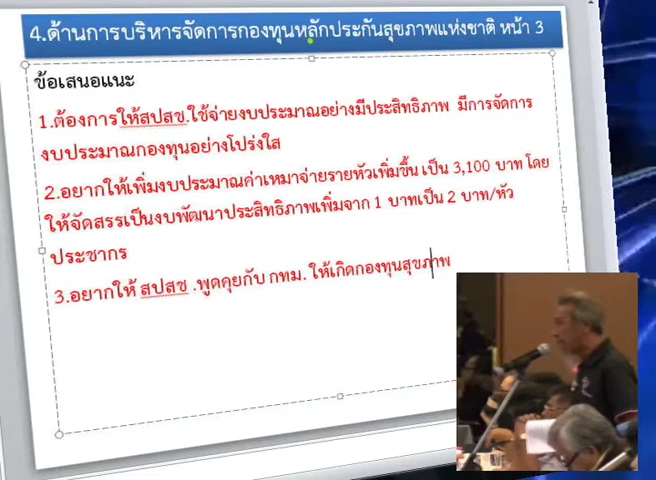 4.ด้านการบริหารจัดการกองทุนหลักประกันสุขภาพแห่งชาติ หน้า 3
ข้อเสนอแนะ
1.ต้องการให้สปสช.ใช้จ่ายงบประมาณอย่างมีประสิทธิภาพ มีการจัดการ
งบประมาณกองทุนอย่างโปร่งใส
2.อยากให้เพิ่มงบประมาณค่าเหมาจ่ายรายหัวเพิ่มขึ้น เป็น 3,100 บาท โดย
ให้จัดสรรเป็นงบพัฒนาประสิทธิภาพเพิ่มจาก 1 บาทเป็น 2 บาท/หัว
ประชากร
3.อยากให้ สปสช .พูดคุยกับ กทม. ให้เกิดกองทุนสุขภาพ